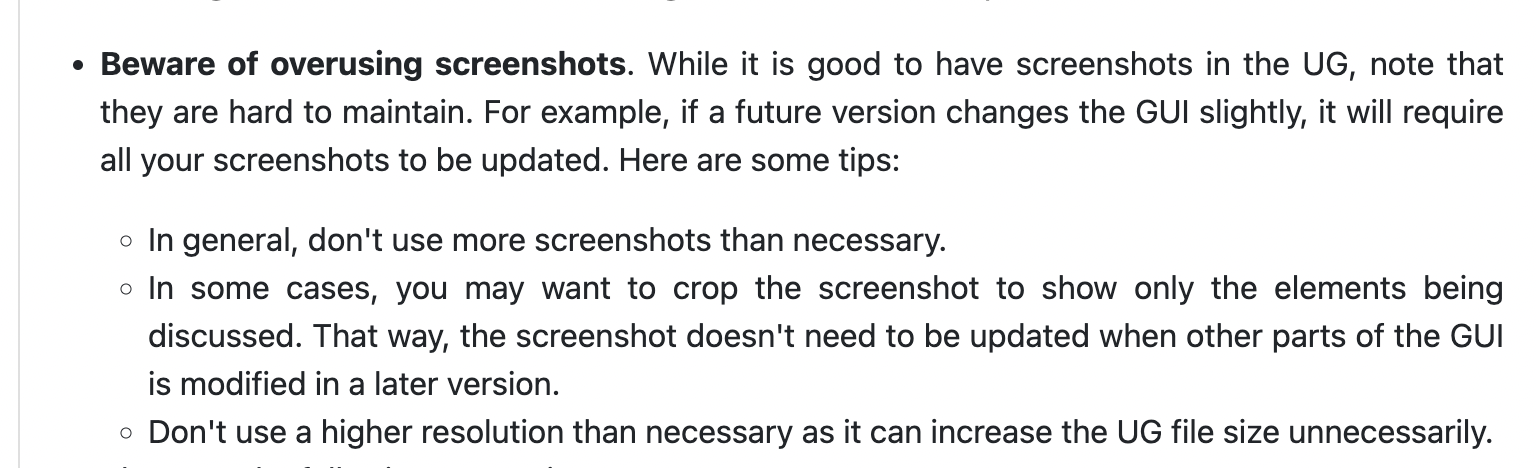 • Beware of overusing screenshots. While it is good to have screenshots in the UG, note that
they are hard to maintain. For example, if a future version changes the GUI slightly, it will require
all your screenshots to be updated. Here are some tips:
◦ In general, don't use more screenshots than necessary.
◦ In some cases, you may want to crop the screenshot to show only the elements being
discussed. That way, the screenshot doesn't need to be updated when other parts of the GUI
is modified in a later version.
◦ Don't use a higher resolution than necessary as it can increase the UG file size unnecessarily.